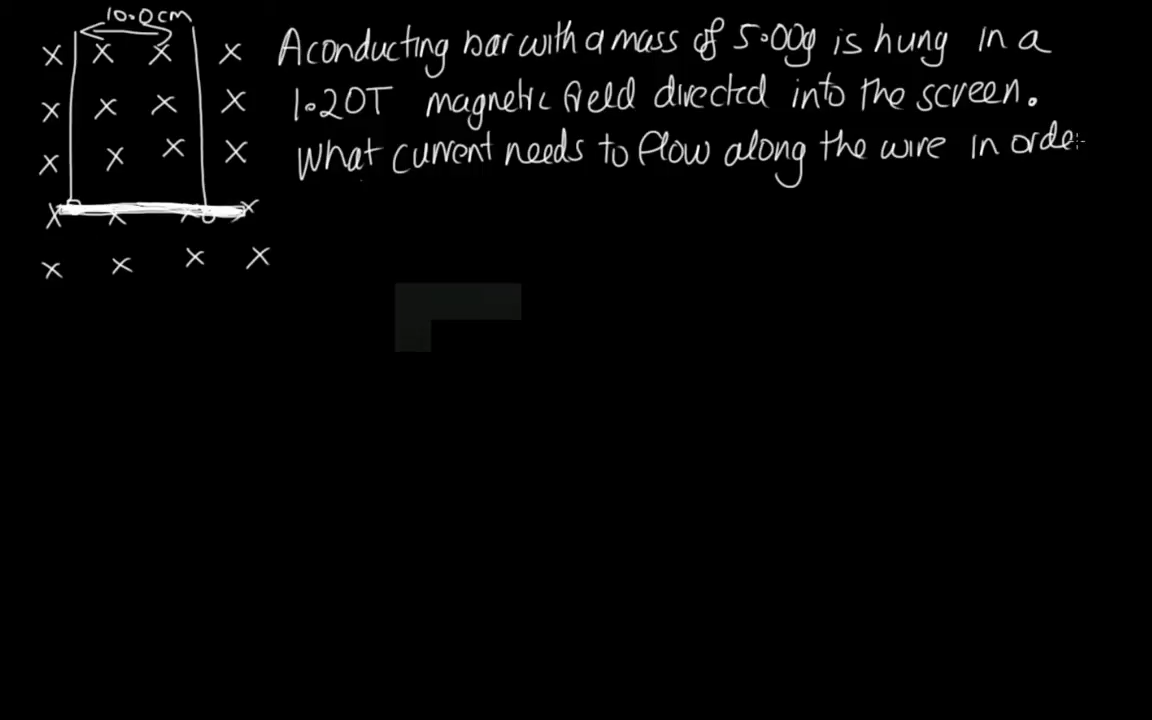 10.0cm
A conducting bar with a mass of 5.00g is hung in a
1.20T magnetic field directed into the screen.
What current needs to flow along the wire in orde